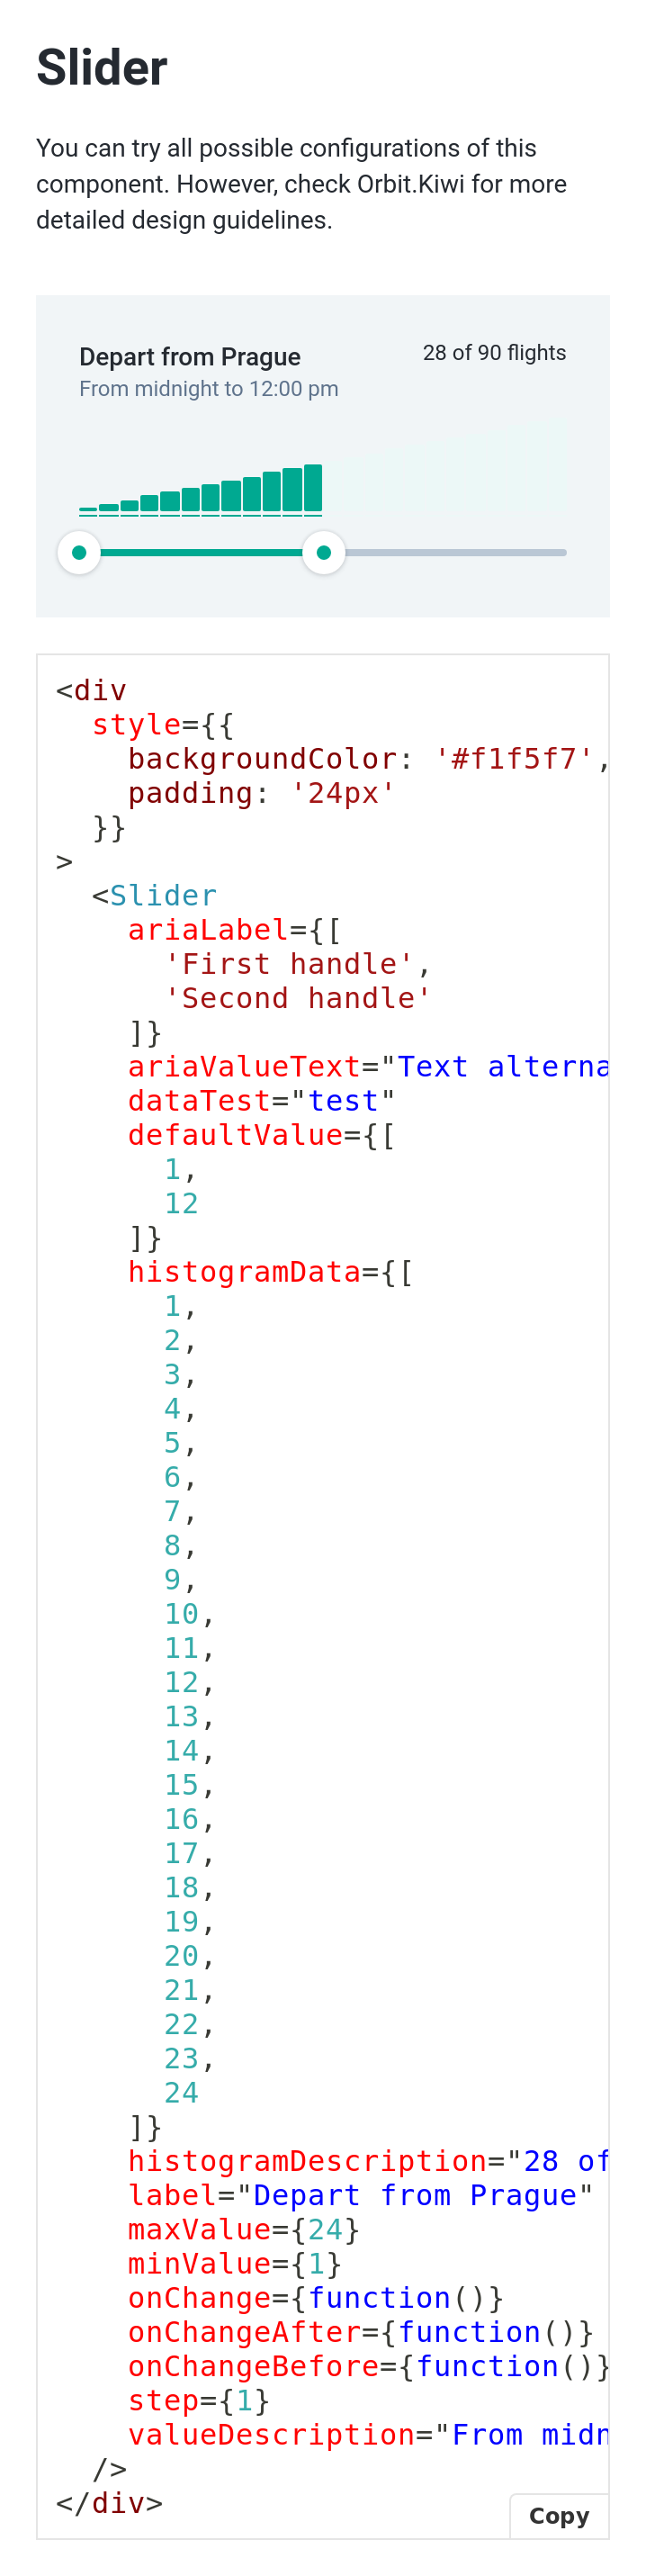 Slider
You can try all possible configurations of this
component. However, check Orbit.Kiwi for more
detailed design guidelines.
Depart from Prague
28 of 90 flights
From midnight to 12:00 pm
<div
  style={{
    backgroundColor: '#f1f5f7',
    padding: '24px'
  }}
>
  <Slider
    ariaLabel={[
      'First handle',
      'Second handle'
    ]}
    ariaValueText="Text alterna
    dataTest="test"
    defaultValue={[
      1,
      12
    ]}
    histogramData={[
      1,
      2,
      3,
      4,
      5,
      6,
      7,
      8,
      9,
      10,
      11,
      12,
      13,
      14,
      15,
      16,
      17,
      18,
      19,
      20,
      21,
      22,
      23,
      24
    ]}
    histogramDescription="28 of
    label="Depart from Prague"
    maxValue={24}
    minValue={1}
    onChange={function()}
    onChangeAfter={function()}
    onChangeBefore={function()}
    step={1}
    valueDescription="From midn
  />
</div>
Copy